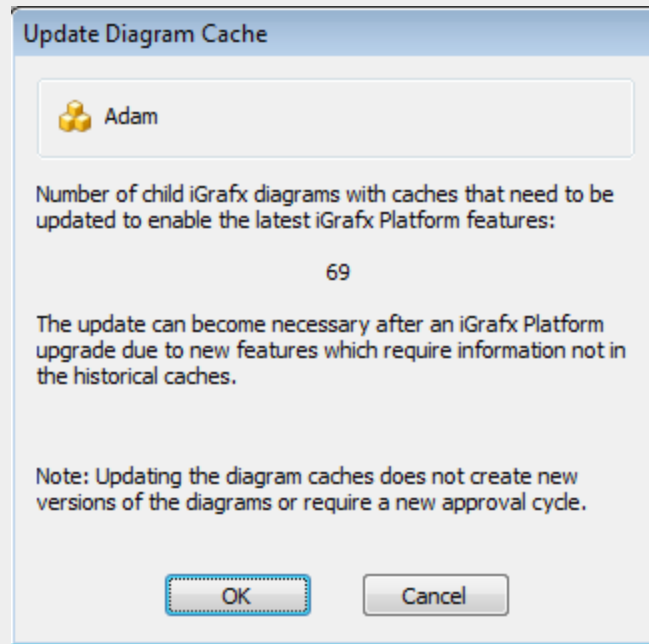 Update Diagram Cache
Adam
Number of child iGrafx diagrams with caches that need to be
updated to enable the latest iGrafx Platform features:
69
The update can become necessary after an iGrafx Platform
upgrade due to new features which require information not in
the historical caches.
Note: Updating the diagram caches does not create new
versions of the diagrams or require a new approval cycle.
OK
Cancel